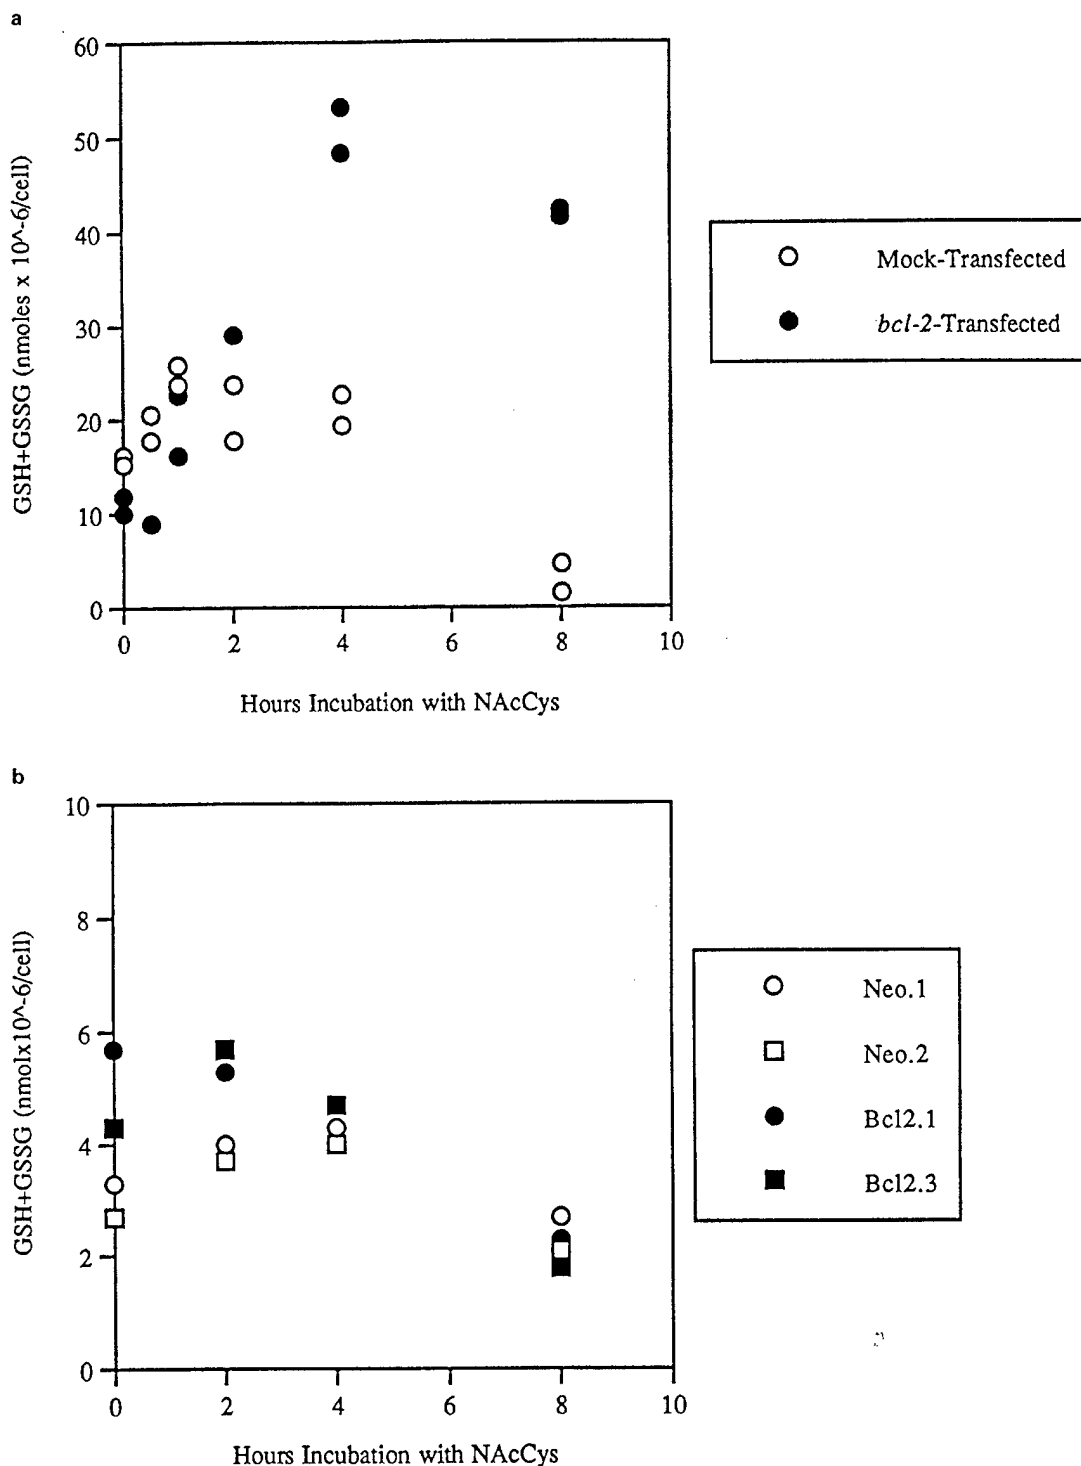 a
60
50
40
30
20
10
0
0 2 4 6 8 10
GSH+GSSG (nmoles x 10^-6/cell)
Hours Incubation with NAcCys
Mock-Transfected
bcl-2-Transfected
b
10
8
6
4
2
0
0 2 4 6 8 10
GSH+GSSG (nmolx10^-6/cell)
Hours Incubation with NAcCys
Neo.1
Neo.2
Bcl2.1
Bcl2.3